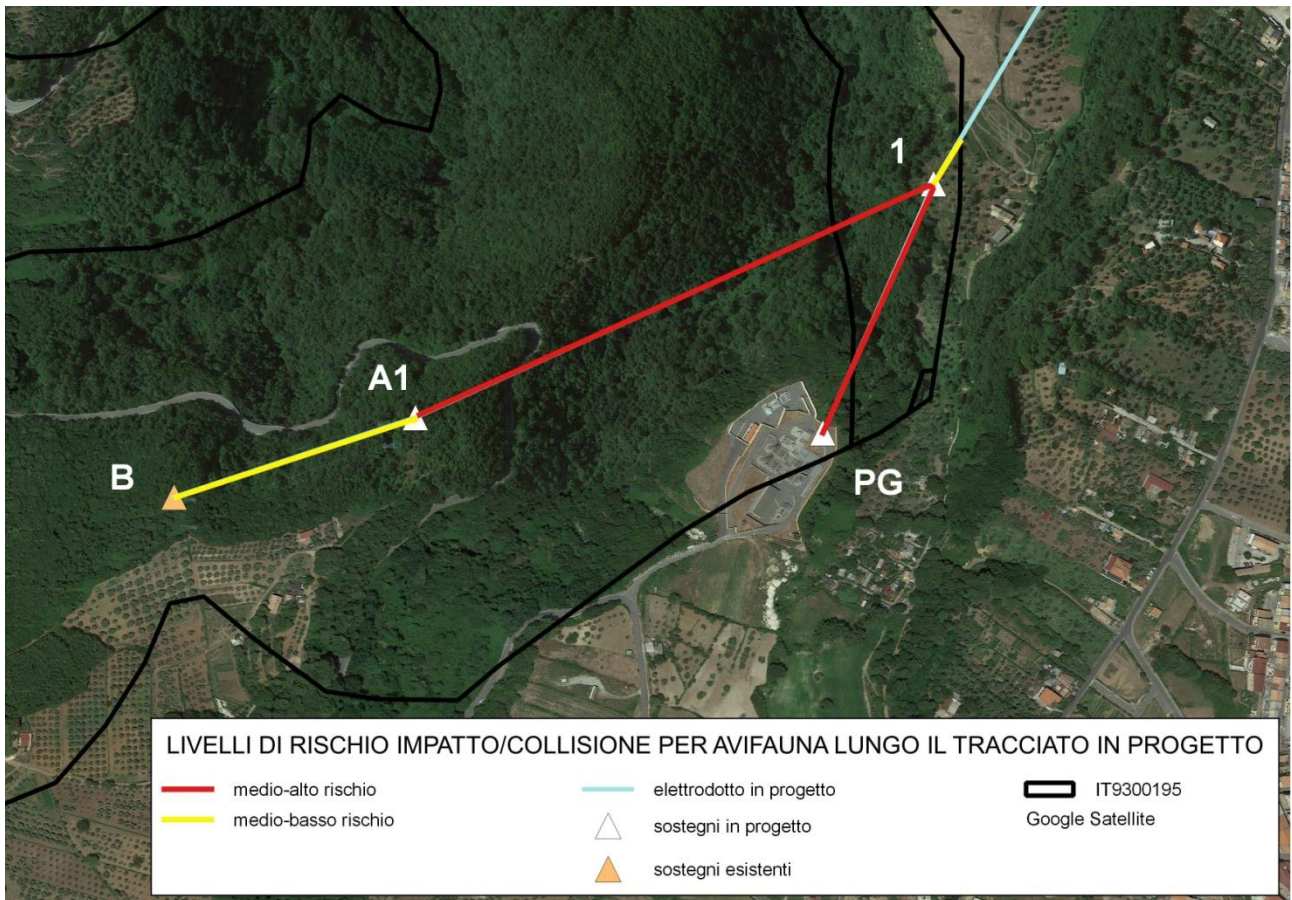 1
A1
B
PG
LIVELLI DI RISCHIO IMPATTO/COLLISIONE PER AVIFAUNA LUNGO IL TRACCIATO IN PROGETTO
medio-alto rischio
medio-basso rischio
elettrodotto in progetto
sostegni in progetto
sostegni esistenti
IT9300195
Google Satellite